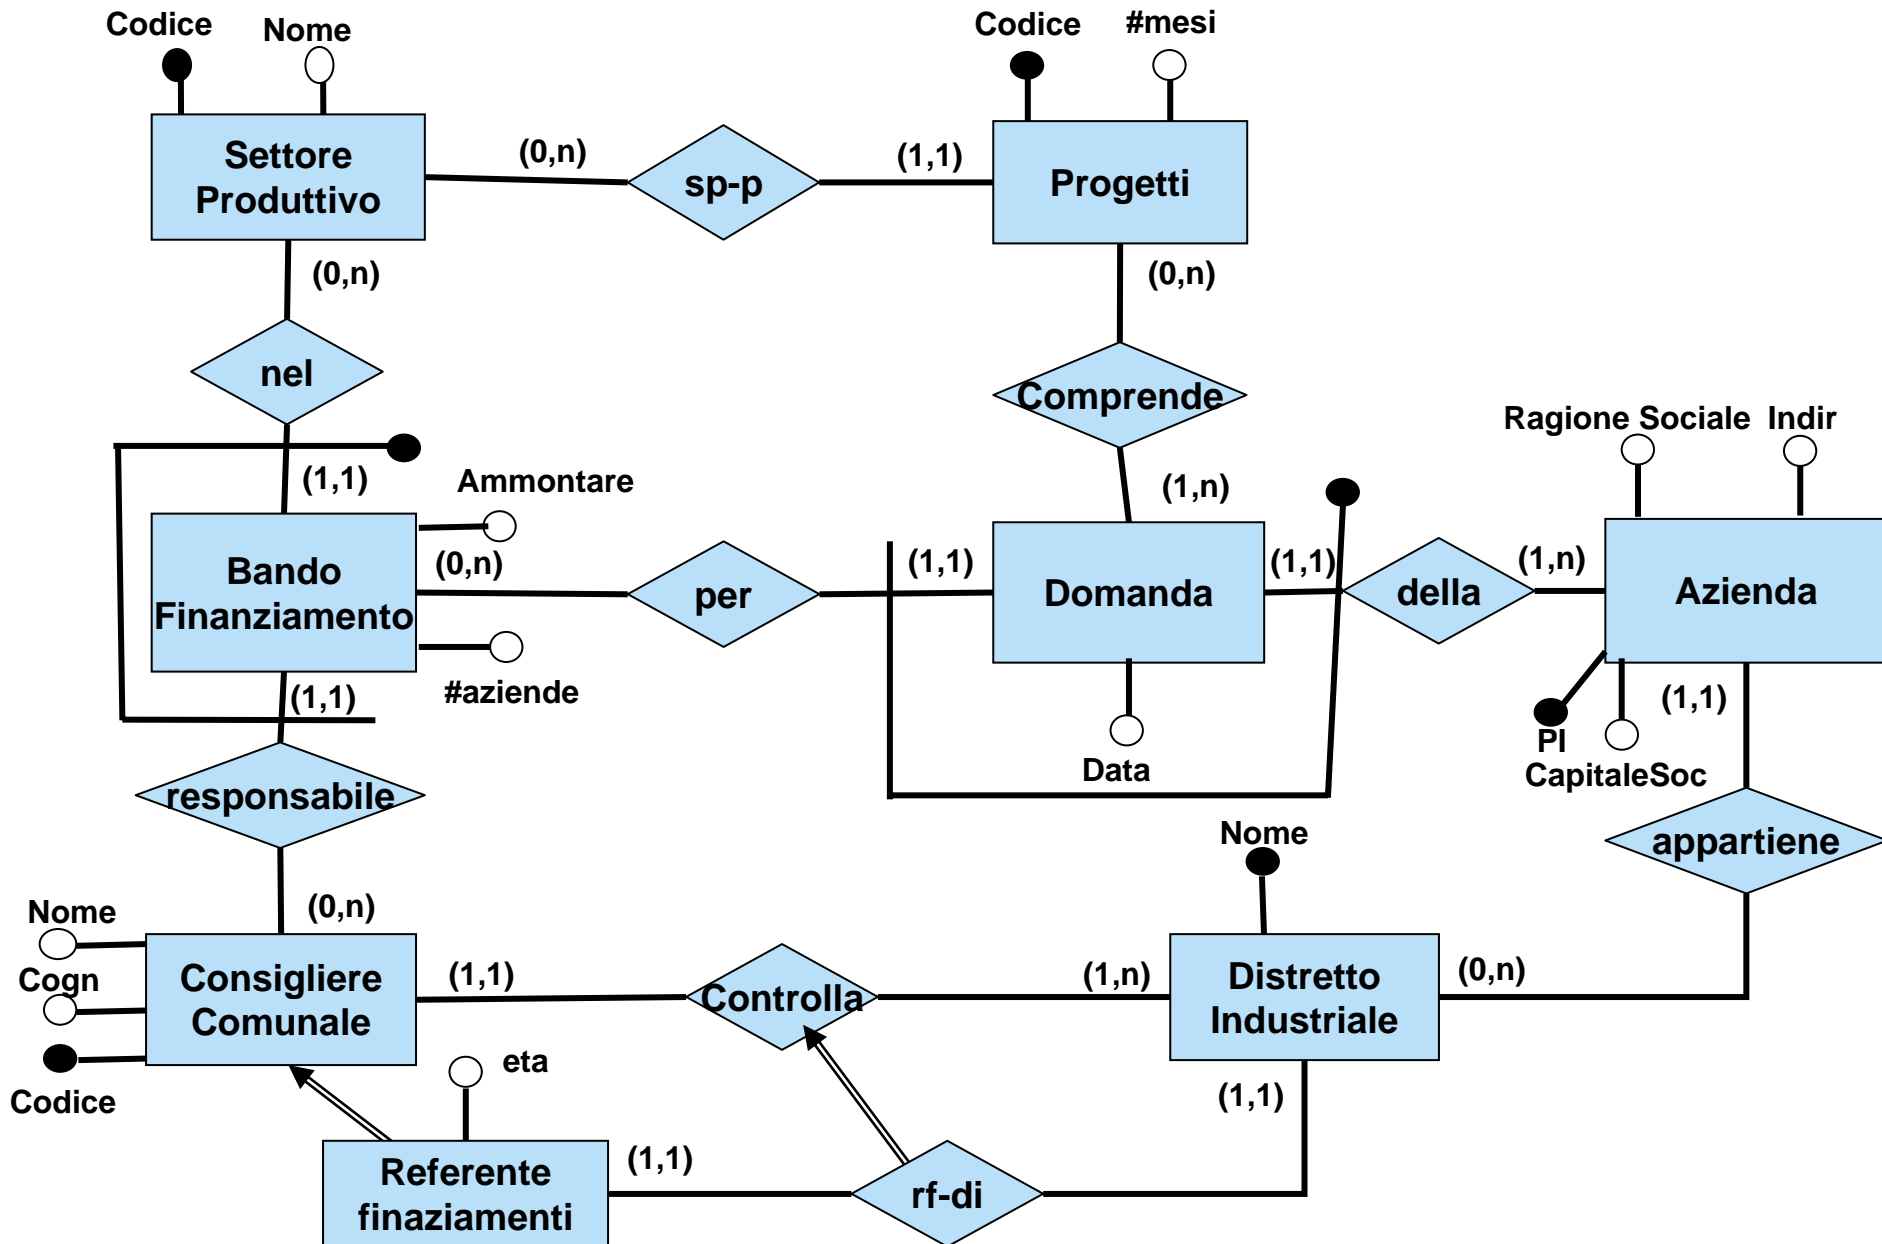 Codice
Nome
Codice
#mesi
Settore
Produttivo
(0,n)
sp-p
(1,1)
Progetti
(0,n)
(0,n)
nel
Comprende
Ragione Sociale
Indir
(1,1)
Ammontare
(1,n)
Bando
Finanziamento
(0,n)
per
(1,1)
Domanda
(1,1)
della
(1,n)
Azienda
#aziende
(1,1)
(1,1)
Data
PI
CapitaleSoc
responsabile
Nome
appartiene
Nome
(0,n)
Cogn
Codice
Consigliere
Comunale
(1,1)
Controlla
(1,n)
Distretto
Industriale
(0,n)
eta
(1,1)
Referente
finaziamenti
(1,1)
rf-di